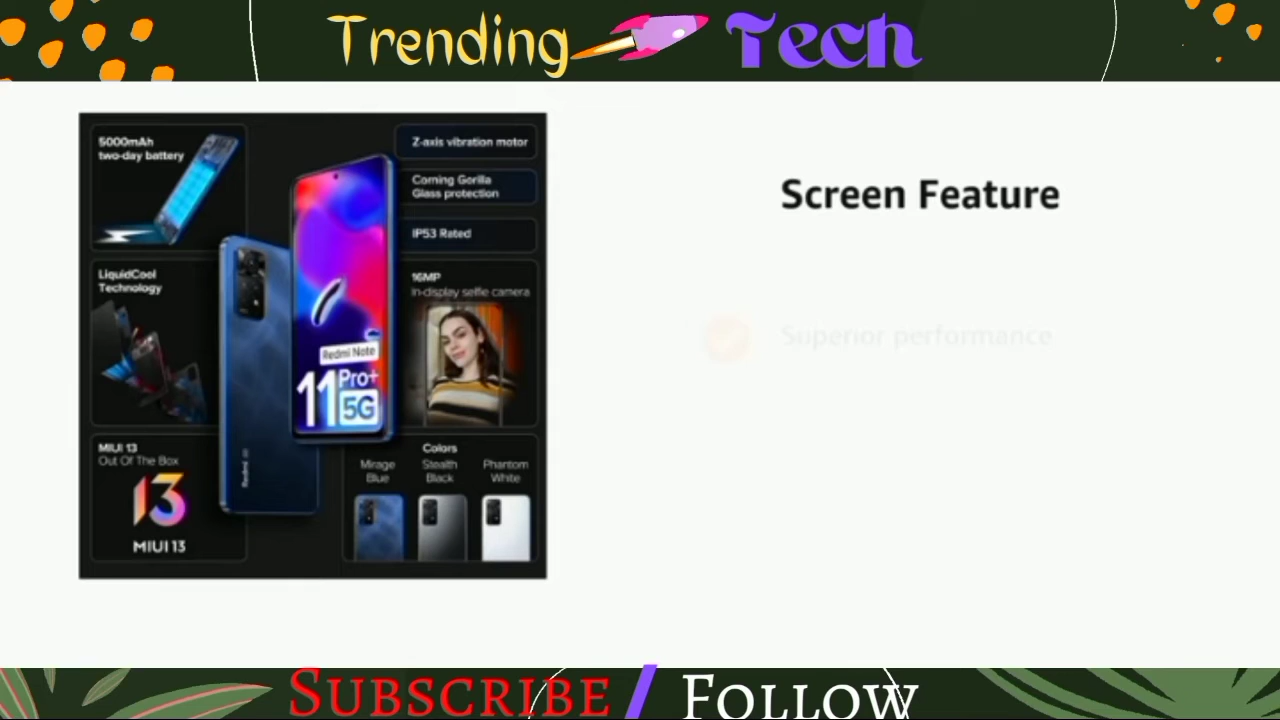 Trending Tech
5000mAh
two-day battery
Z-axis vibration motor
Corning Gorilla
Glass protection
IP53 Rated
LiquidCool
Technology
16MP
In-display selfie camera
Redmi Note
11 Pro+
5G
MIUI 13
Out Of The Box
13
MIUI 13
Colors
Mirage
Blue
Stealth
Black
Phantom
White
Redmi
Screen Feature
Superior performance
SUBSCRIBE / FOLLOW